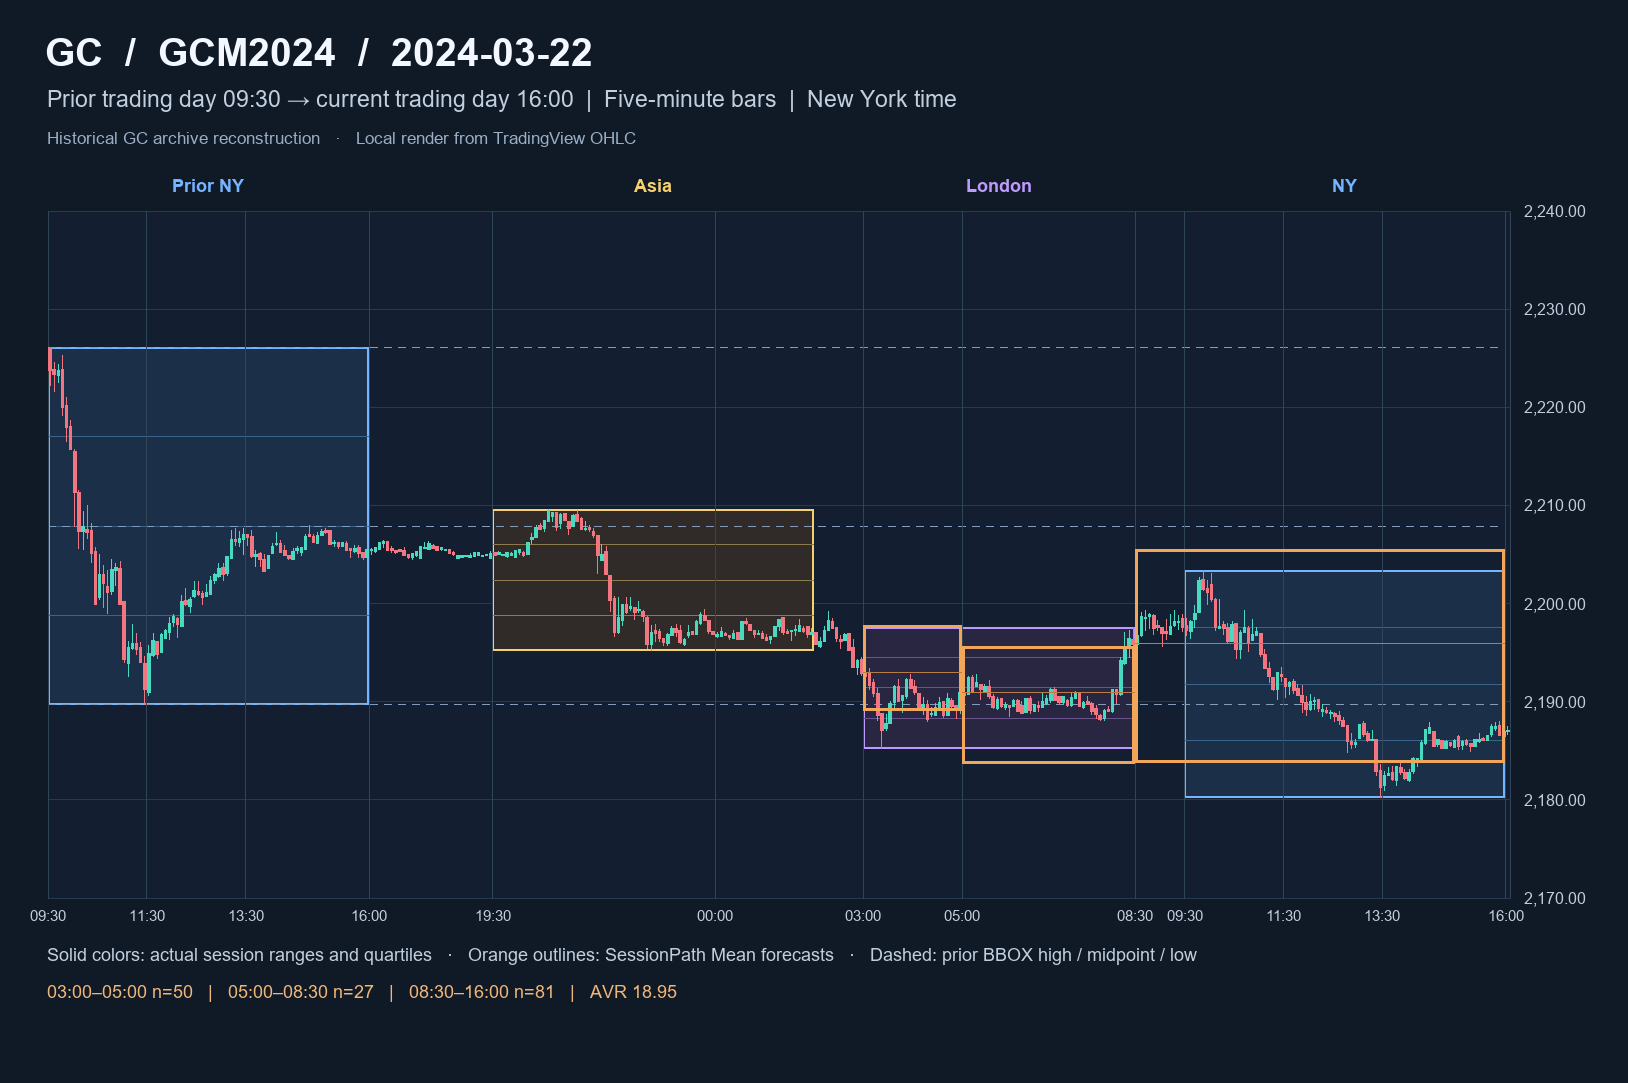 GC / GCM2024 / 2024-03-22
Prior trading day 09:30 → current trading day 16:00 | Five-minute bars | New York time
Historical GC archive reconstruction · Local render from TradingView OHLC
Prior NY Asia London NY
2,240.00
2,230.00
2,220.00
2,210.00
2,200.00
2,190.00
2,180.00
2,170.00
09:30 11:30 13:30 16:00 19:30 00:00 03:00 05:00 08:30 09:30 11:30 13:30 16:00
Solid colors: actual session ranges and quartiles · Orange outlines: SessionPath Mean forecasts · Dashed: prior BBOX high / midpoint / low
03:00–05:00 n=50 | 05:00–08:30 n=27 | 08:30–16:00 n=81 | AVR 18.95